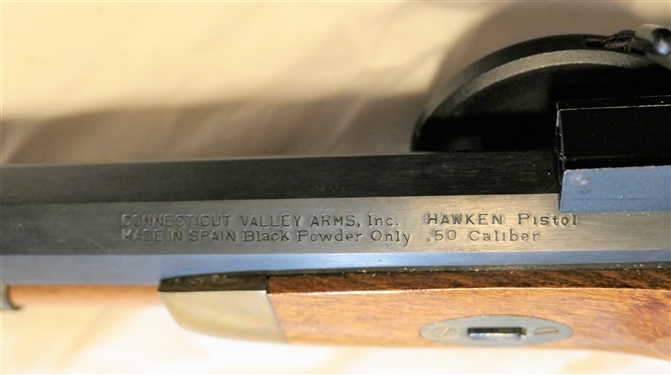 CONNECTICUT VALLEY ARMS, Inc. HAWKEN Pistol
MADE IN SPAIN Black Powder Only .50 Caliber